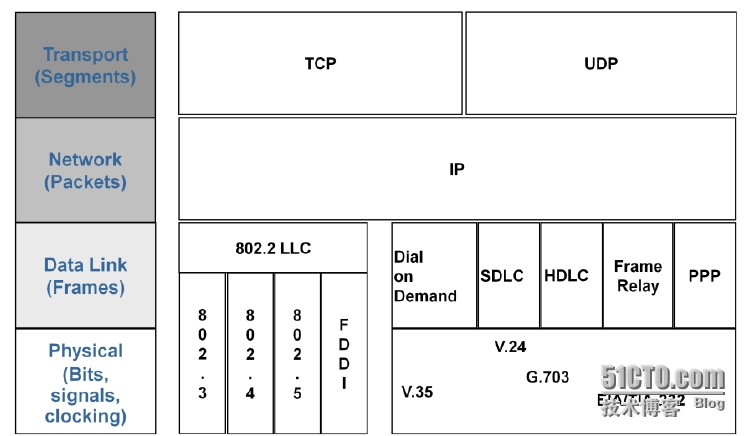 Transport
(Segments)
TCP
UDP
Network
(Packets)
IP
Data Link
(Frames)
802.2 LLC
Dial
on
Demand
SDLC
HDLC
Frame
Relay
PPP
Physical
(Bits,
signals,
clocking)
802.3
802.4
802.5
FDDI
V.24
G.703
V.35
EIA/TIA-232
51CTO.com
技术博客 Blog